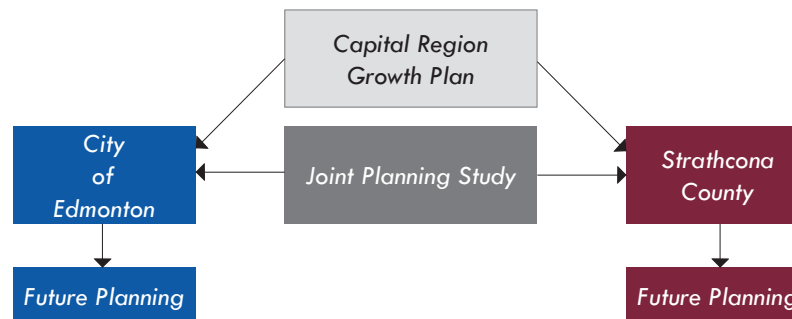 Capital Region
Growth Plan
City
of
Edmonton
Joint Planning Study
Strathcona
County
Future Planning
Future Planning